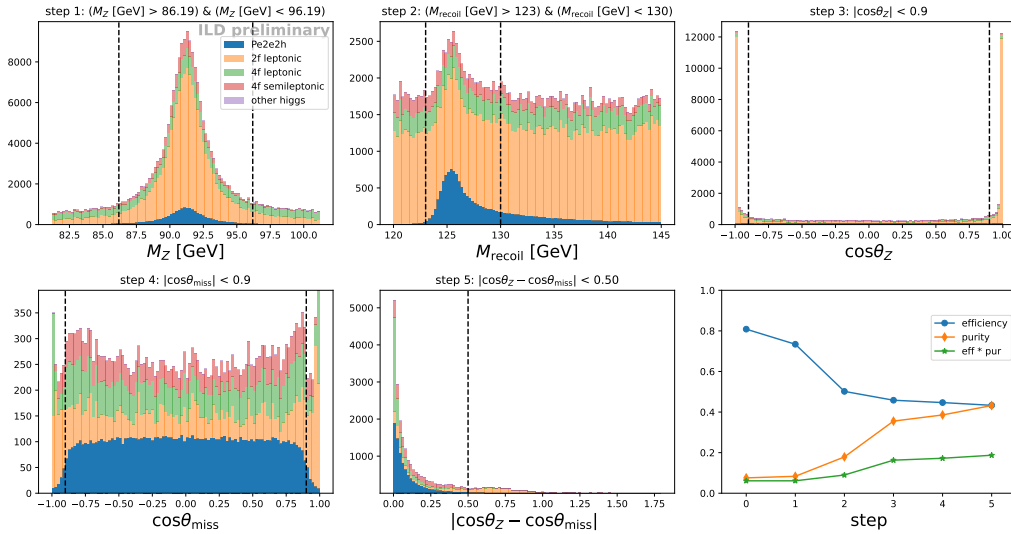 step 1: (M_Z [GeV] > 86.19) & (M_Z [GeV] < 96.19)
ILD preliminary
Pe2e2h
2f leptonic
4f leptonic
4f semileptonic
other higgs
8000
6000
4000
2000
0
82.5 85.0 87.5 90.0 92.5 95.0 97.5 100.0
M_Z [GeV]
step 2: (M_recoil [GeV] > 123) & (M_recoil [GeV] < 130)
2500
2000
1500
1000
500
0
120 125 130 135 140 145
M_recoil [GeV]
step 3: |cosθ_Z| < 0.9
12000
10000
8000
6000
4000
2000
0
−1.00 −0.75 −0.50 −0.25 0.00 0.25 0.50 0.75 1.00
cosθ_Z
step 4: |cosθ_miss| < 0.9
350
300
250
200
150
100
50
0
−1.00 −0.75 −0.50 −0.25 0.00 0.25 0.50 0.75 1.00
cosθ_miss
step 5: |cosθ_Z − cosθ_miss| < 0.50
5000
4000
3000
2000
1000
0.00 0.25 0.50 0.75 1.00 1.25 1.50 1.75
|cosθ_Z − cosθ_miss|
efficiency
purity
eff * pur
1.0
0.8
0.6
0.4
0.2
0.0
0 1 2 3 4 5
step